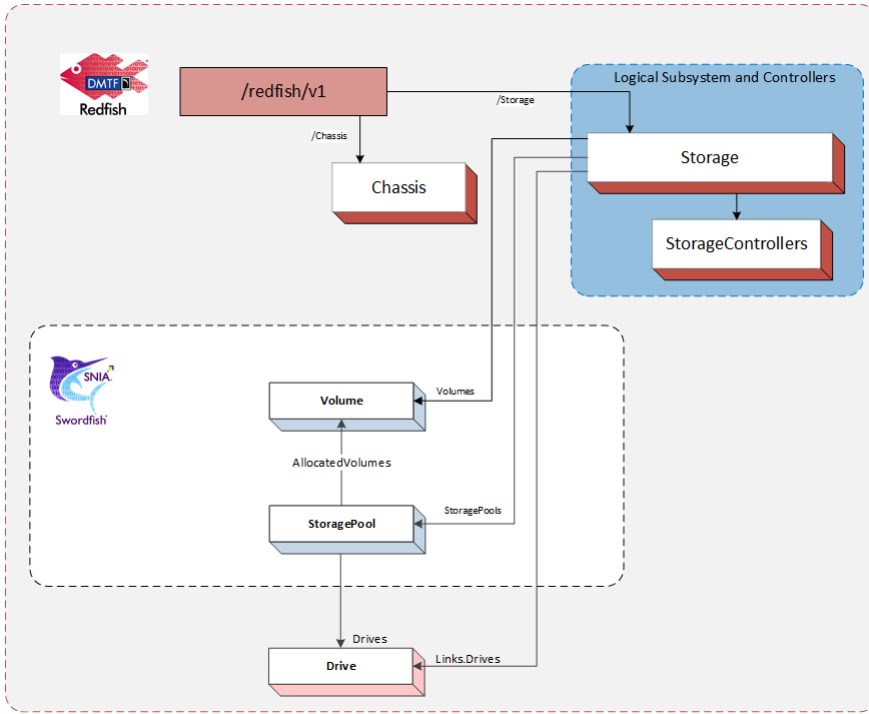 DMTF
Redfish
/redfish/v1
/Storage
/Chassis
Chassis
Logical Subsystem and Controllers
Storage
StorageControllers
SNIA
Swordfish
Volume
Volumes
AllocatedVolumes
StoragePool
StoragePools
Drives
Drive
Links.Drives